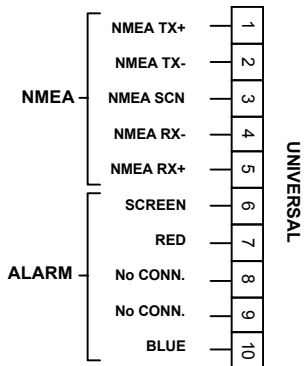 NMEA TX+ 1
NMEA TX- 2
NMEA NMEA SCN 3
NMEA RX- 4
NMEA RX+ 5
SCREEN 6
RED 7
ALARM No CONN. 8
No CONN. 9
BLUE 10
UNIVERSAL